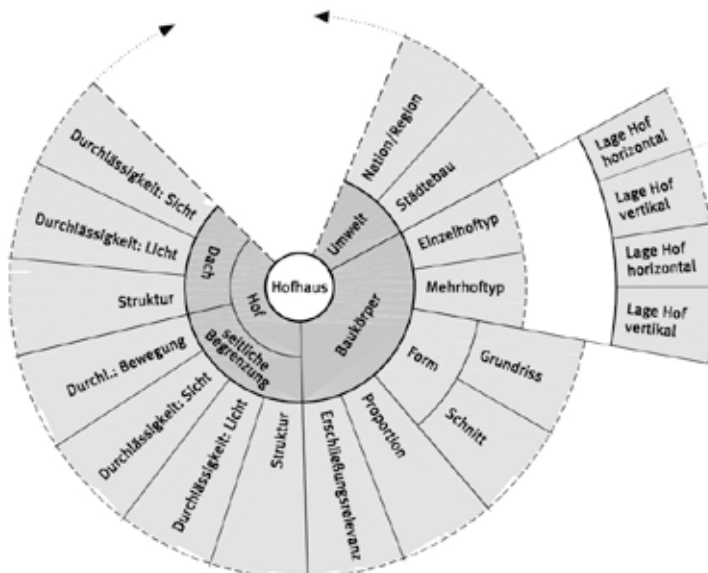 Hofhaus
Umwelt
Nation/Region
Städtebau
Baukörper
Einzelhoftyp
Lage Hof
horizontal
Lage Hof
vertikal
Mehrhoftyp
Lage Hof
horizontal
Lage Hof
vertikal
Form
Grundriss
Schnitt
Proportion
Erschließungsrelevanz
Hof
seitliche
Begrenzung
Struktur
Durchlässigkeit: Licht
Durchlässigkeit: Sicht
Durchl.: Bewegung
Dach
Struktur
Durchlässigkeit: Licht
Durchlässigkeit: Sicht